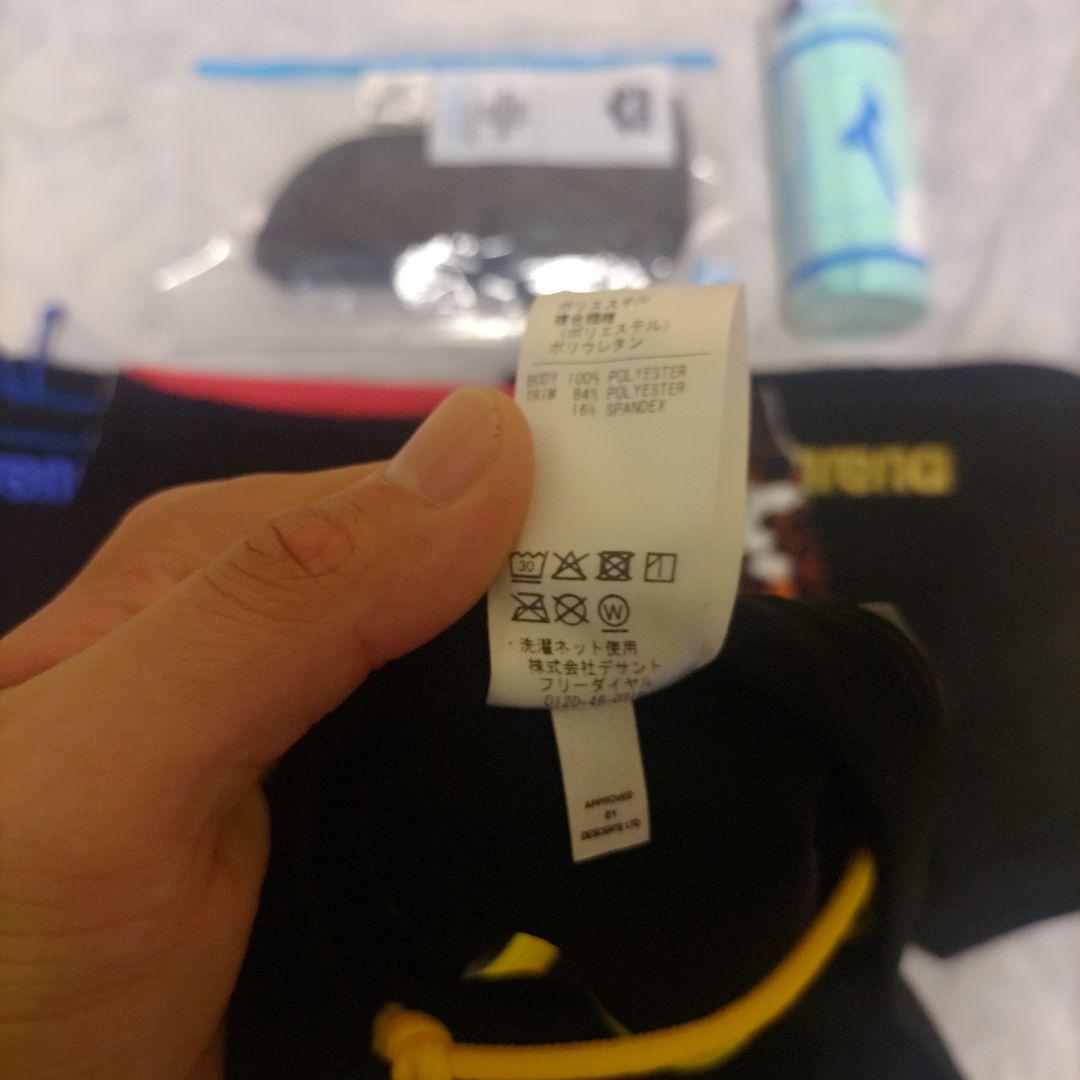 ポリエステル
複合繊維
(ポリエステル)
ポリウレタン
BODY 100% POLYESTER
TRIM 84% POLYESTER
16% SPANDEX
30
W
・洗濯ネット使用
株式会社デサント
フリーダイヤル
0120-46-03
APPROVED
BY
DESCENTE LTD.
arena